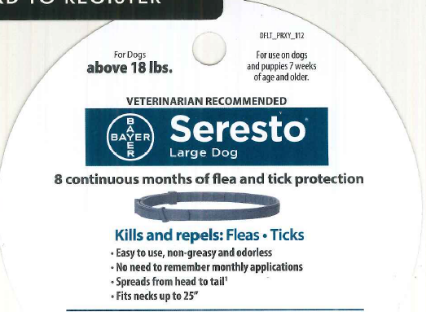 RD TO REGISTER
DFLT_PRXY_112
For Dogs
above 18 lbs.
For use on dogs
and puppies 7 weeks
of age and older.
VETERINARIAN RECOMMENDED
BAYER
BAYER
Seresto
Large Dog
8 continuous months of flea and tick protection
Kills and repels: Fleas • Ticks
• Easy to use, non-greasy and odorless
• No need to remember monthly applications
• Spreads from head to tail¹
• Fits necks up to 25"